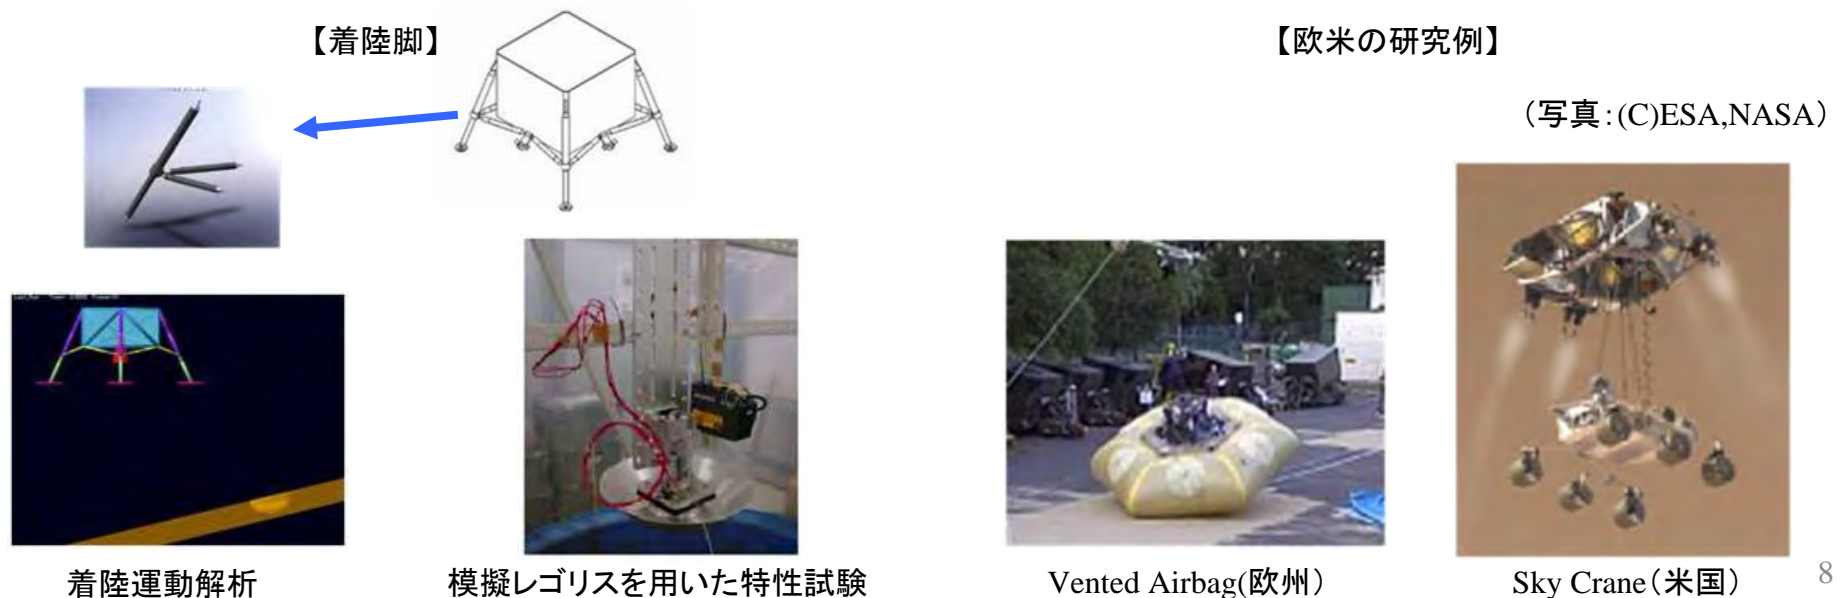 【着陸脚】
【欧米の研究例】
（写真：(C)ESA,NASA）
着陸運動解析
模擬レゴリスを用いた特性試験
Vented Airbag(欧州）
Sky Crane（米国）
8